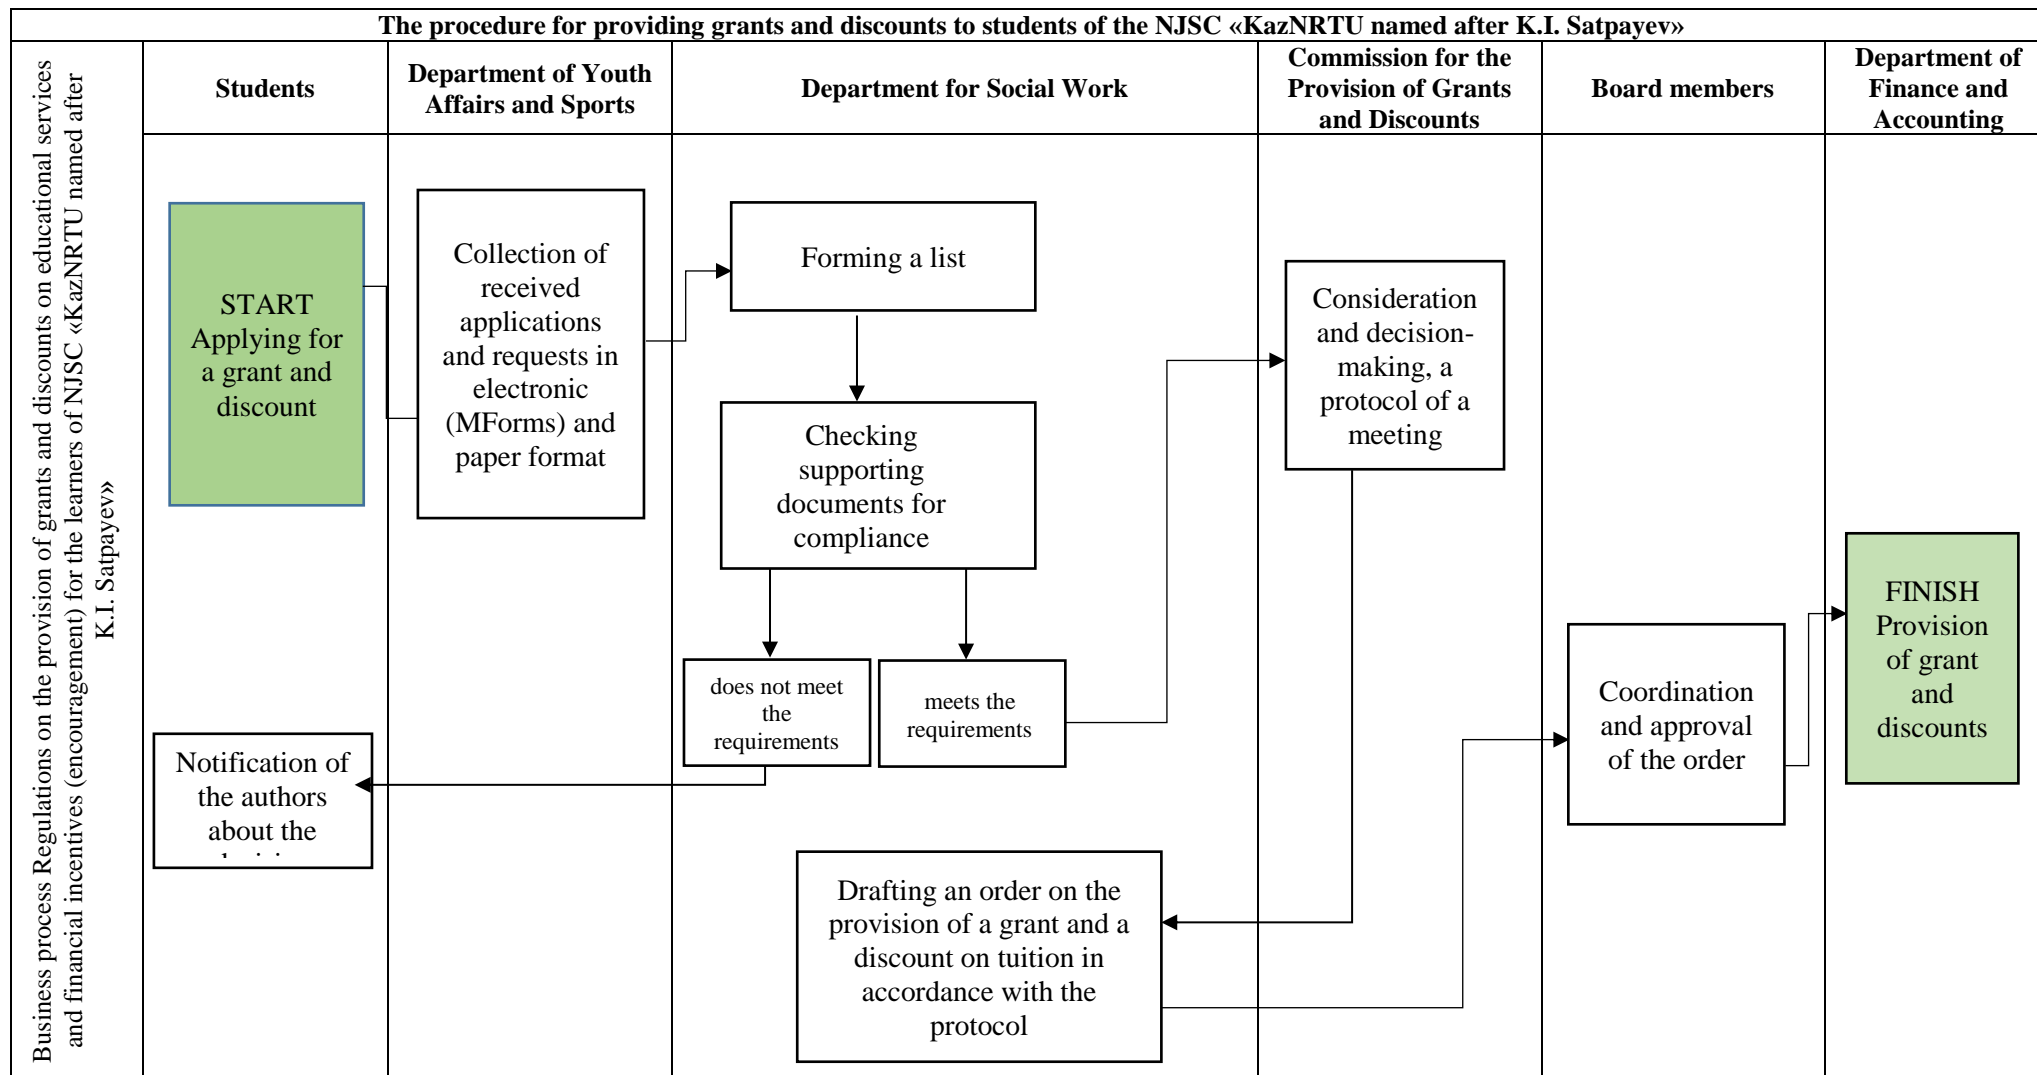 The procedure for providing grants and discounts to students of the NJSC «KazNRTU named after K.I. Satpayev»
Business process Regulations on the provision of grants and discounts on educational services
and financial incentives (encouragement) for the learners of NJSC «KazNRTU named after
K.I. Satpayev»
Students
Department of Youth
Affairs and Sports
Department for Social Work
Commission for the
Provision of Grants
and Discounts
Board members
Department of
Finance and
Accounting
START
Applying for
a grant and
discount
Collection of
received
applications
and requests in
electronic
(MForms) and
paper format
Forming a list
Checking
supporting
documents for
compliance
does not meet
the
requirements
meets the
requirements
Notification of
the authors
about the
Consideration
and decision-
making, a
protocol of a
meeting
Drafting an order on the
provision of a grant and a
discount on tuition in
accordance with the
protocol
Coordination
and approval
of the order
FINISH
Provision
of grant
and
discounts